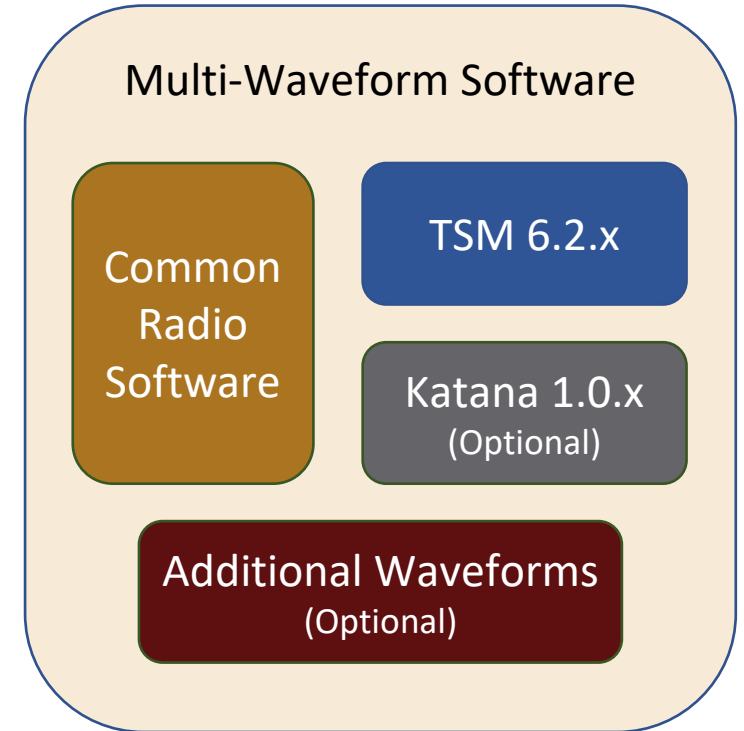 Multi-Waveform Software
Common
Radio
Software
TSM 6.2.x
Katana 1.0.x
(Optional)
Additional Waveforms
(Optional)